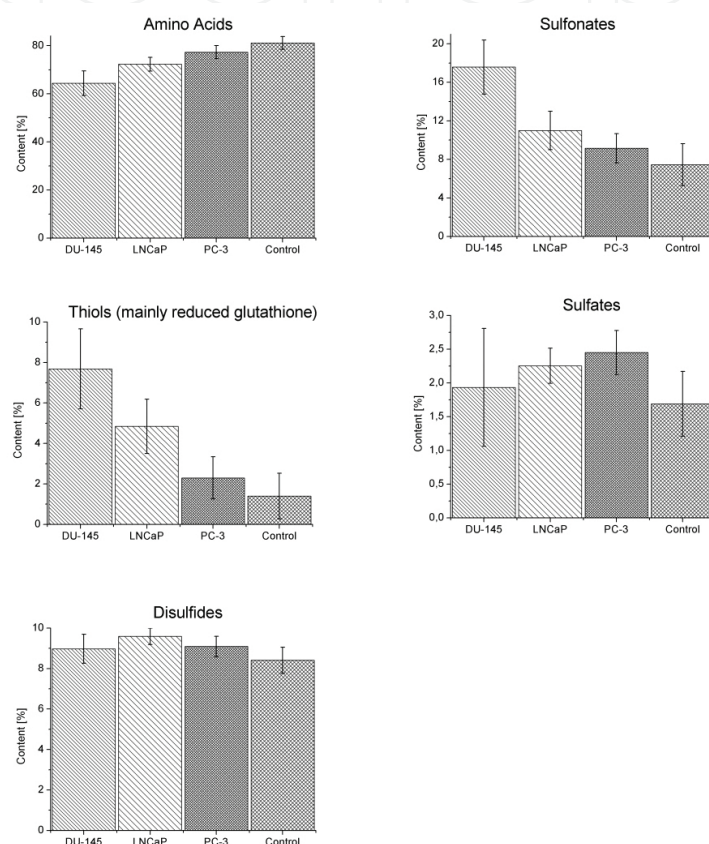 Amino Acids
80
60
40
20
0
Content [%]
DU-145 LNCaP PC-3 Control
Sulfonates
20
16
12
8
4
0
Content [%]
DU-145 LNCaP PC-3 Control
Thiols (mainly reduced glutathione)
10
8
6
4
2
0
Content [%]
DU-145 LNCaP PC-3 Control
Sulfates
3,0
2,5
2,0
1,5
1,0
0,5
0,0
Content [%]
DU-145 LNCaP PC-3 Control
Disulfides
10
8
6
4
2
0
Content [%]
DU-145 LNCaP PC-3 Control